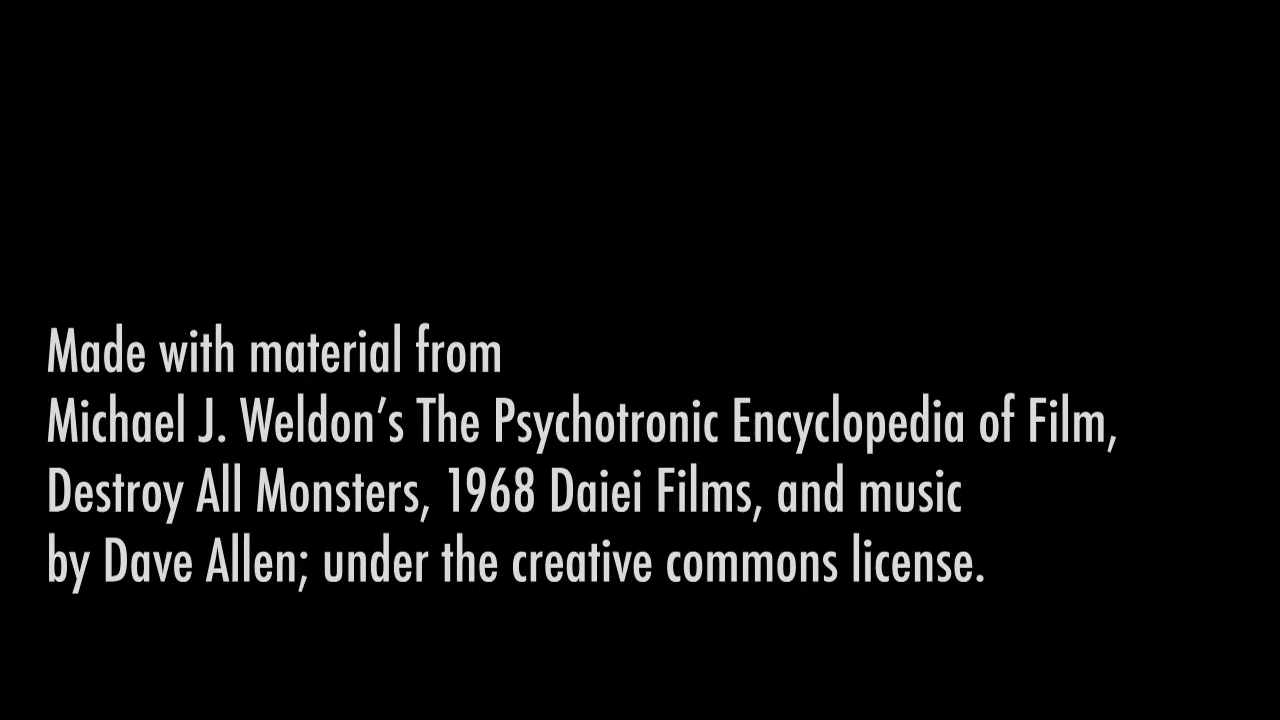 Made with material from
Michael J. Weldon’s The Psychotronic Encyclopedia of Film,
Destroy All Monsters, 1968 Daiei Films, and music
by Dave Allen; under the creative commons license.